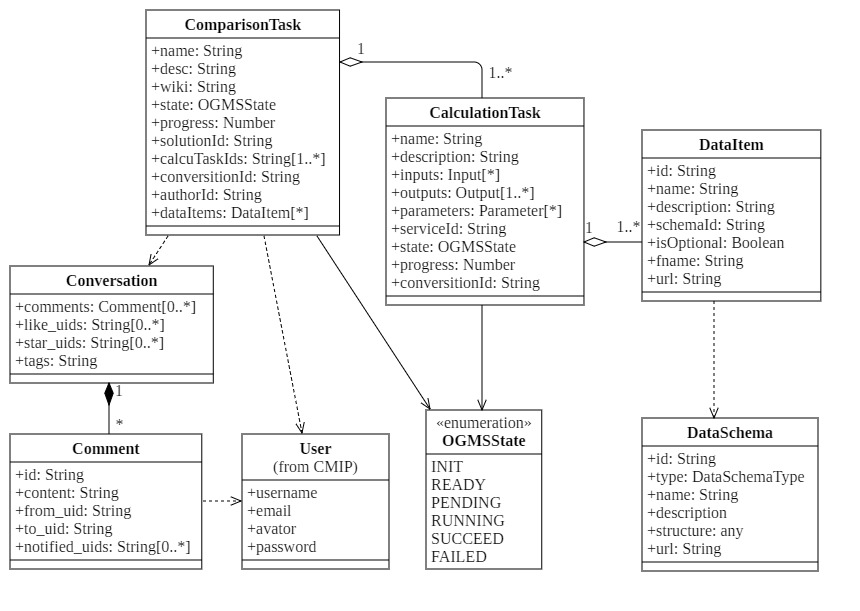 ComparisonTask
+name: String
+desc: String
+wiki: String
+state: OGMSState
+progress: Number
+solutionId: String
+calcuTaskIds: String[1..*]
+conversitionId: String
+authorId: String
+dataItems: DataItem[*]
1
1..*
CalculationTask
+name: String
+description: String
+inputs: Input[*]
+outputs: Output[1..*]
+parameters: Parameter[*]
+serviceId: String
+state: OGMSState
+progress: Number
+conversitionId: String
1
1..*
DataItem
+id: String
+name: String
+description: String
+schemaId: String
+isOptional: Boolean
+fname: String
+url: String
Conversation
+comments: Comment[0..*]
+like_uids: String[0..*]
+star_uids: String[0..*]
+tags: String
1
*
Comment
+id: String
+content: String
+from_uid: String
+to_uid: String
+notified_uids: String[0..*]
User
(from CMIP)
+username
+email
+avator
+password
«enumeration»
OGMSState
INIT
READY
PENDING
RUNNING
SUCCEED
FAILED
DataSchema
+id: String
+type: DataSchemaType
+name: String
+description
+structure: any
+url: String